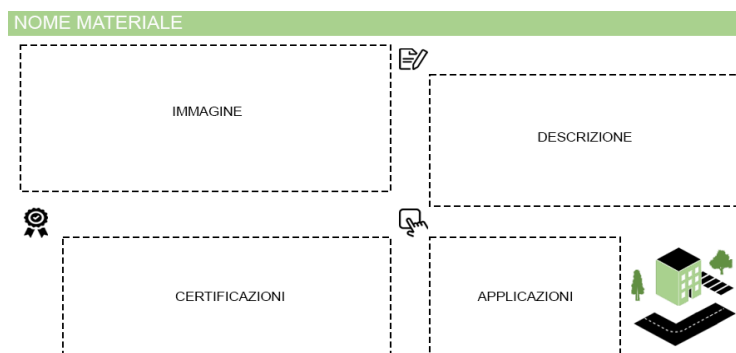 NOME MATERIALE
IMMAGINE
DESCRIZIONE
CERTIFICAZIONI
APPLICAZIONI